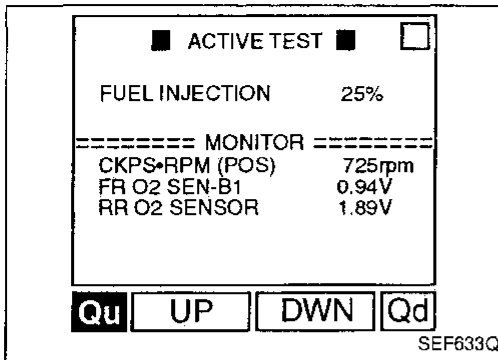 ■ ACTIVE TEST ■ □
FUEL INJECTION 25%
========= MONITOR =========
CKPS•RPM (POS) 725rpm
FR O2 SEN-B1 0.94V
RR O2 SENSOR 1.89V
Qu UP DWN Qd
SEF633Q